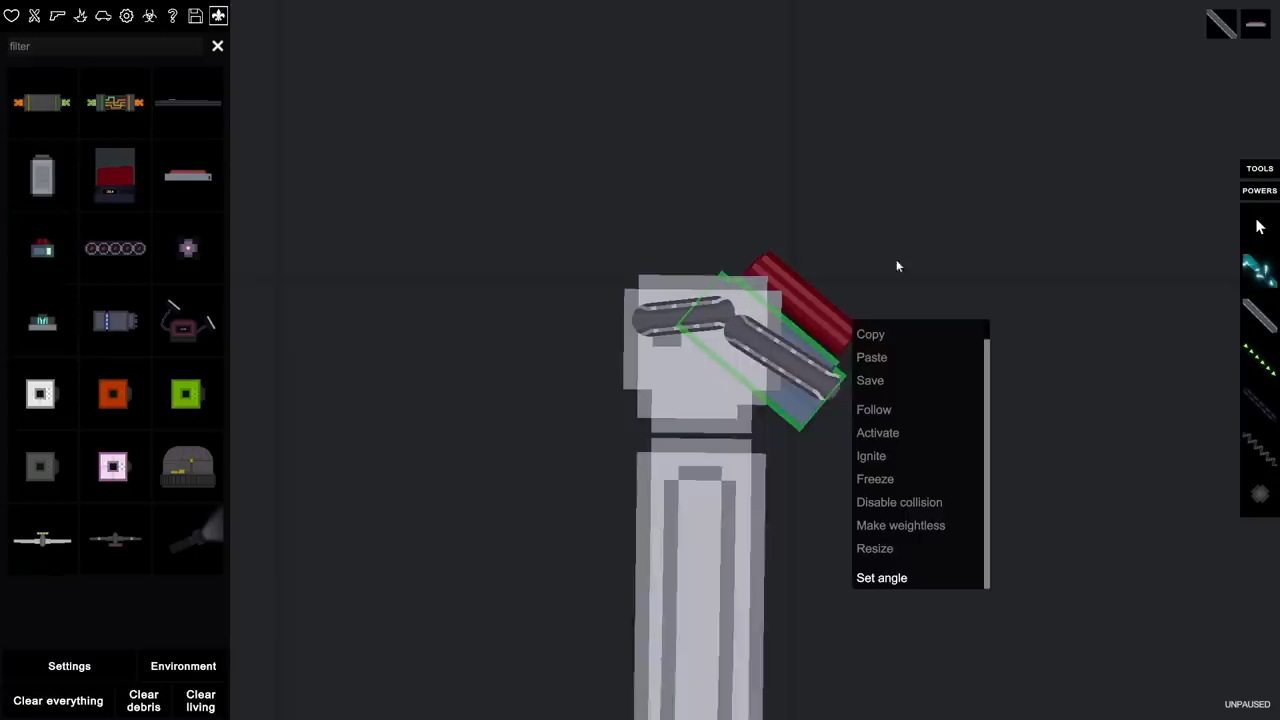 filter
TOOLS
POWERS
Copy
Paste
Save
Follow
Activate
Ignite
Freeze
Disable collision
Make weightless
Resize
Set angle
Settings
Environment
Clear everything
Clear
debris
Clear
living
UNPAUSED